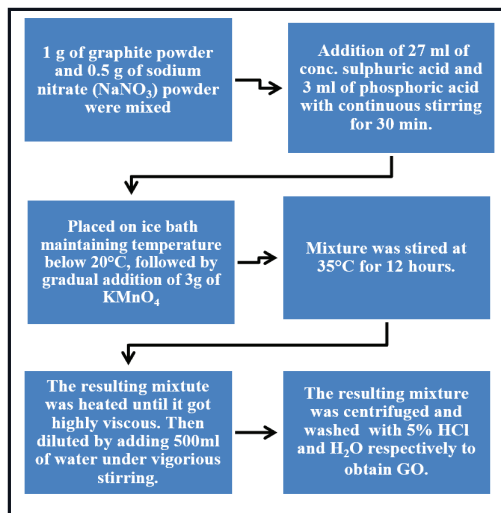 1 g of graphite powder
and 0.5 g of sodium
nitrate (NaNO₃) powder
were mixed
Addition of 27 ml of
conc. sulphuric acid and
3 ml of phosphoric acid
with continuous stirring
for 30 min.
Placed on ice bath
maintaining temperature
below 20°C, followed by
gradual addition of 3g of
KMnO₄
Mixture was stired at
35°C for 12 hours.
The resulting mixtute
was heated until it got
highly viscous. Then
diluted by adding 500ml
of water under vigorious
stirring.
The resulting mixture
was centrifuged and
washed with 5% HCl
and H₂O respectively to
obtain GO.